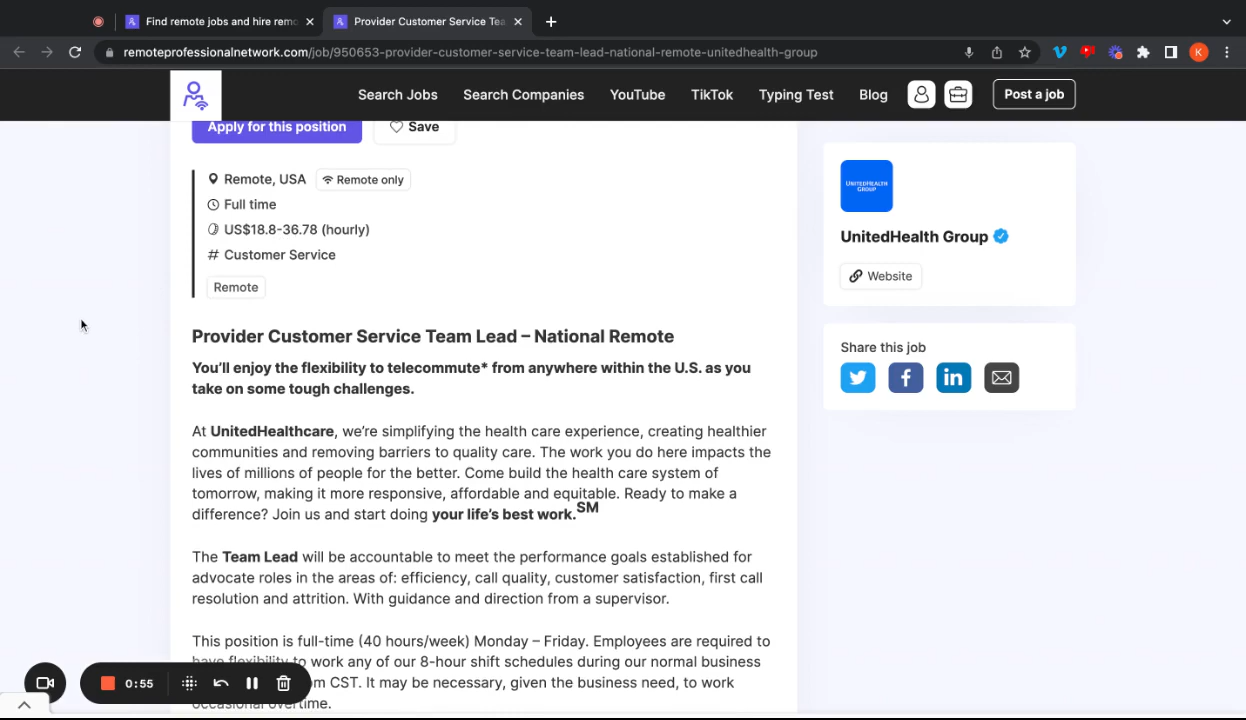 Find remote jobs and hire remo
Provider Customer Service Tea
remoteprofessionalnetwork.com/job/950653-provider-customer-service-team-lead-national-remote-unitedhealth-group
K
Search Jobs
Search Companies
YouTube
TikTok
Typing Test
Blog
Post a job
Apply for this position
Save
Remote, USA
Remote only
Full time
US$18.8-36.78 (hourly)
# Customer Service
Remote
Provider Customer Service Team Lead – National Remote
You'll enjoy the flexibility to telecommute* from anywhere within the U.S. as you
take on some tough challenges.
At UnitedHealthcare, we're simplifying the health care experience, creating healthier
communities and removing barriers to quality care. The work you do here impacts the
lives of millions of people for the better. Come build the health care system of
tomorrow, making it more responsive, affordable and equitable. Ready to make a
difference? Join us and start doing your life's best work.SM
The Team Lead will be accountable to meet the performance goals established for
advocate roles in the areas of: efficiency, call quality, customer satisfaction, first call
resolution and attrition. With guidance and direction from a supervisor.
This position is full-time (40 hours/week) Monday – Friday. Employees are required to
have flexibility to work any of our 8-hour shift schedules during our normal business
m CST. It may be necessary, given the business need, to work
occasional overtime.
0:55
UNITEDHEALTH
GROUP
UnitedHealth Group
Website
Share this job